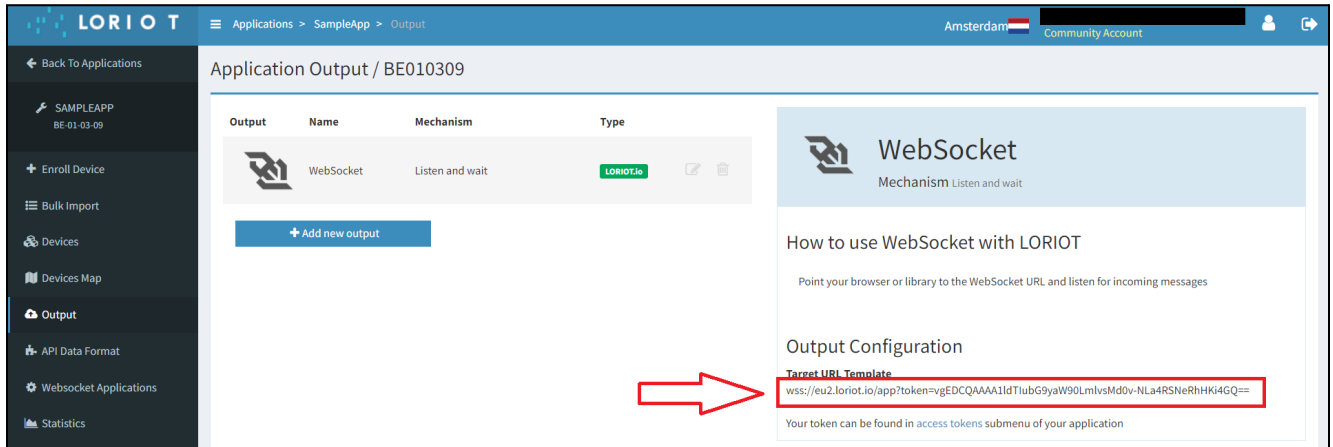 LORIOT
Applications > SampleApp > Output
Amsterdam
Community Account
Back To Applications
SAMPLEAPP
BE-01-03-09
Enroll Device
Bulk Import
Devices
Devices Map
Output
API Data Format
Websocket Applications
Statistics
Application Output / BE010309
Output Name Mechanism Type
WebSocket Listen and wait LORIOT.io
Add new output
WebSocket
Mechanism Listen and wait
How to use WebSocket with LORIOT
Point your browser or library to the WebSocket URL and listen for incoming messages
Output Configuration
Target URL Template
wss://eu2.loriot.io/app?token=vgEDCQAAAA1ldTIubG9yaW90LmlvsMd0v-NLa4RSNeRhHKi4GQ==
Your token can be found in access tokens submenu of your application